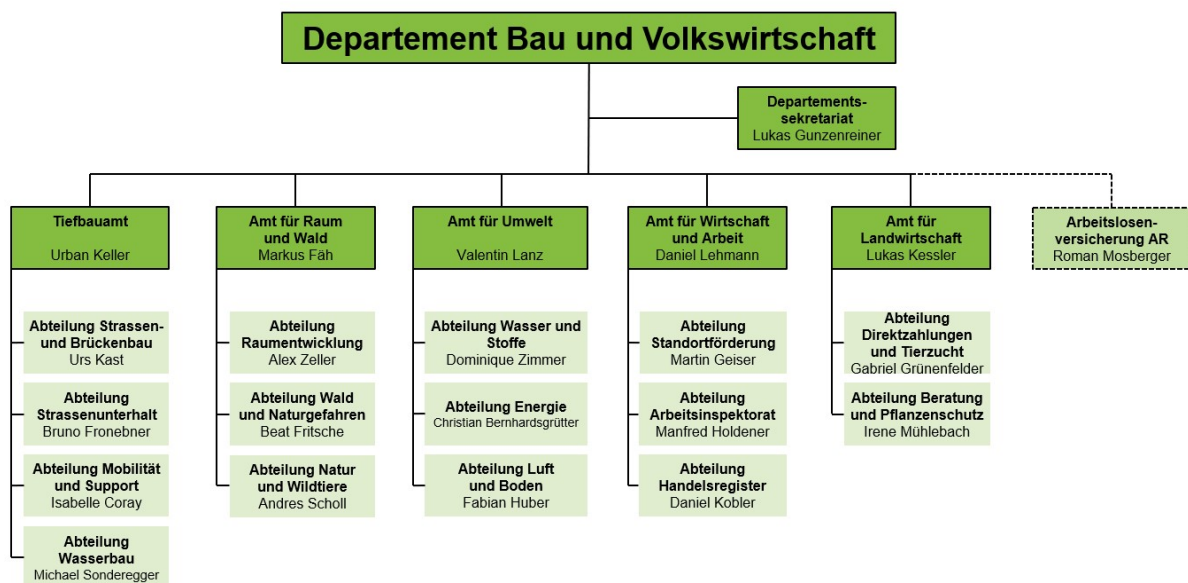 Departement Bau und Volkswirtschaft
Departements-
sekretariat
Lukas Gunzenreiner
Tiefbauamt
Urban Keller
Amt für Raum
und Wald
Markus Fäh
Amt für Umwelt
Valentin Lanz
Amt für Wirtschaft
und Arbeit
Daniel Lehmann
Amt für
Landwirtschaft
Lukas Kessler
Arbeitslosen-
versicherung AR
Roman Mosberger
Abteilung Strassen-
und Brückenbau
Urs Kast
Abteilung
Strassenunterhalt
Bruno Fronebner
Abteilung Mobilität
und Support
Isabelle Coray
Abteilung
Wasserbau
Michael Sonderegger
Abteilung
Raumentwicklung
Alex Zeller
Abteilung Wald
und Naturgefahren
Beat Fritsche
Abteilung Natur
und Wildtiere
Andres Scholl
Abteilung Wasser und
Stoffe
Dominique Zimmer
Abteilung Energie
Christian Bernhardsgrütter
Abteilung Luft
und Boden
Fabian Huber
Abteilung
Standortförderung
Martin Geiser
Abteilung
Arbeitsinspektorat
Manfred Holdener
Abteilung
Handelsregister
Daniel Kobler
Abteilung
Direktzahlungen
und Tierzucht
Gabriel Grünenfelder
Abteilung Beratung
und Pflanzenschutz
Irene Mühlebach